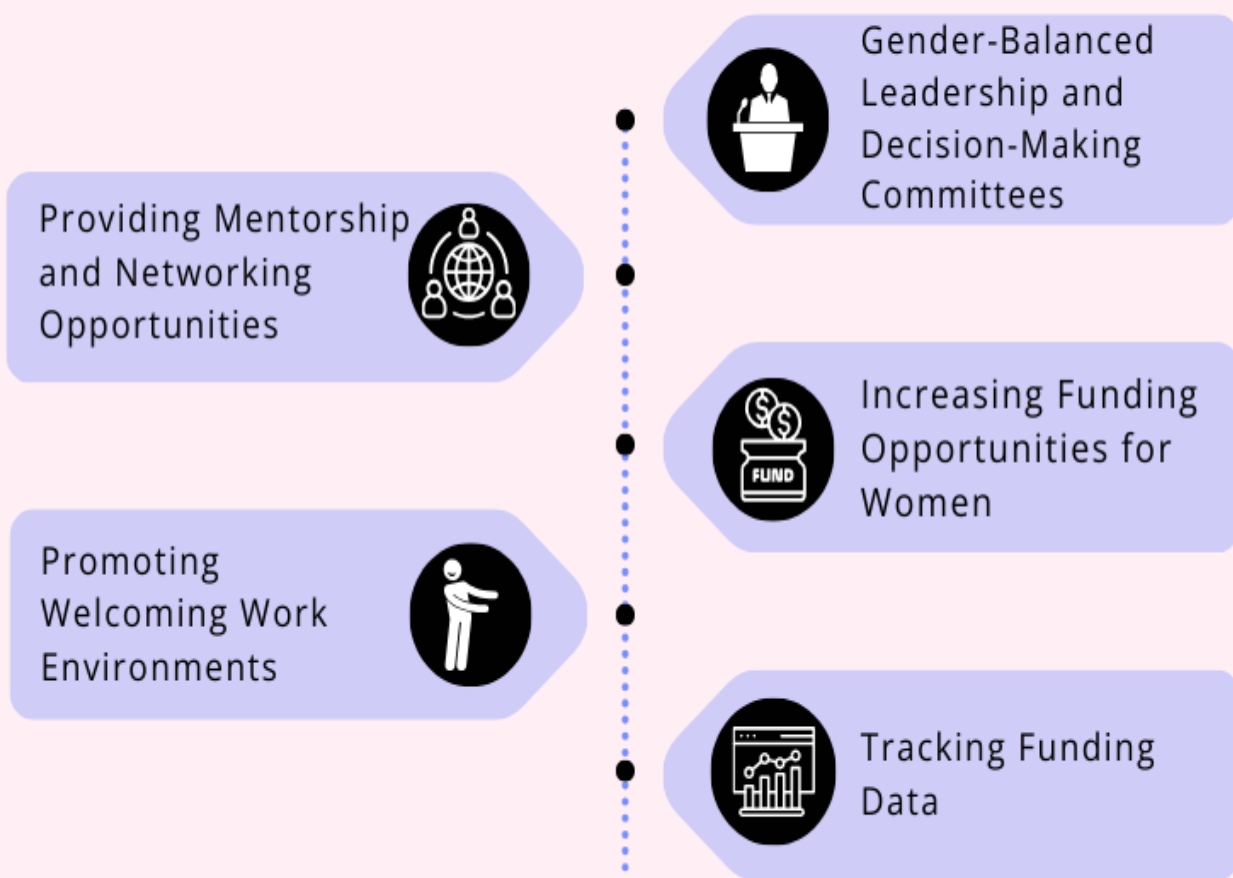 Gender-Balanced
Leadership and
Decision-Making
Committees
Providing Mentorship
and Networking
Opportunities
Increasing Funding
Opportunities for
Women
FUND
Promoting
Welcoming Work
Environments
Tracking Funding
Data